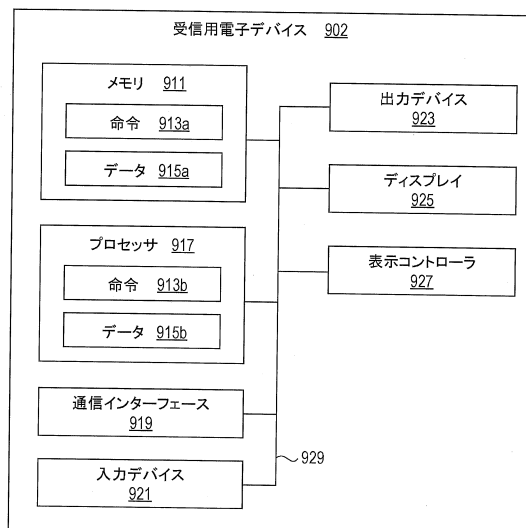 受信用電子デバイス 902
メモリ 911
命令 913a
データ 915a
プロセッサ 917
命令 913b
データ 915b
通信インターフェース
919
入力デバイス
921
出力デバイス
923
ディスプレイ
925
表示コントローラ
927
929